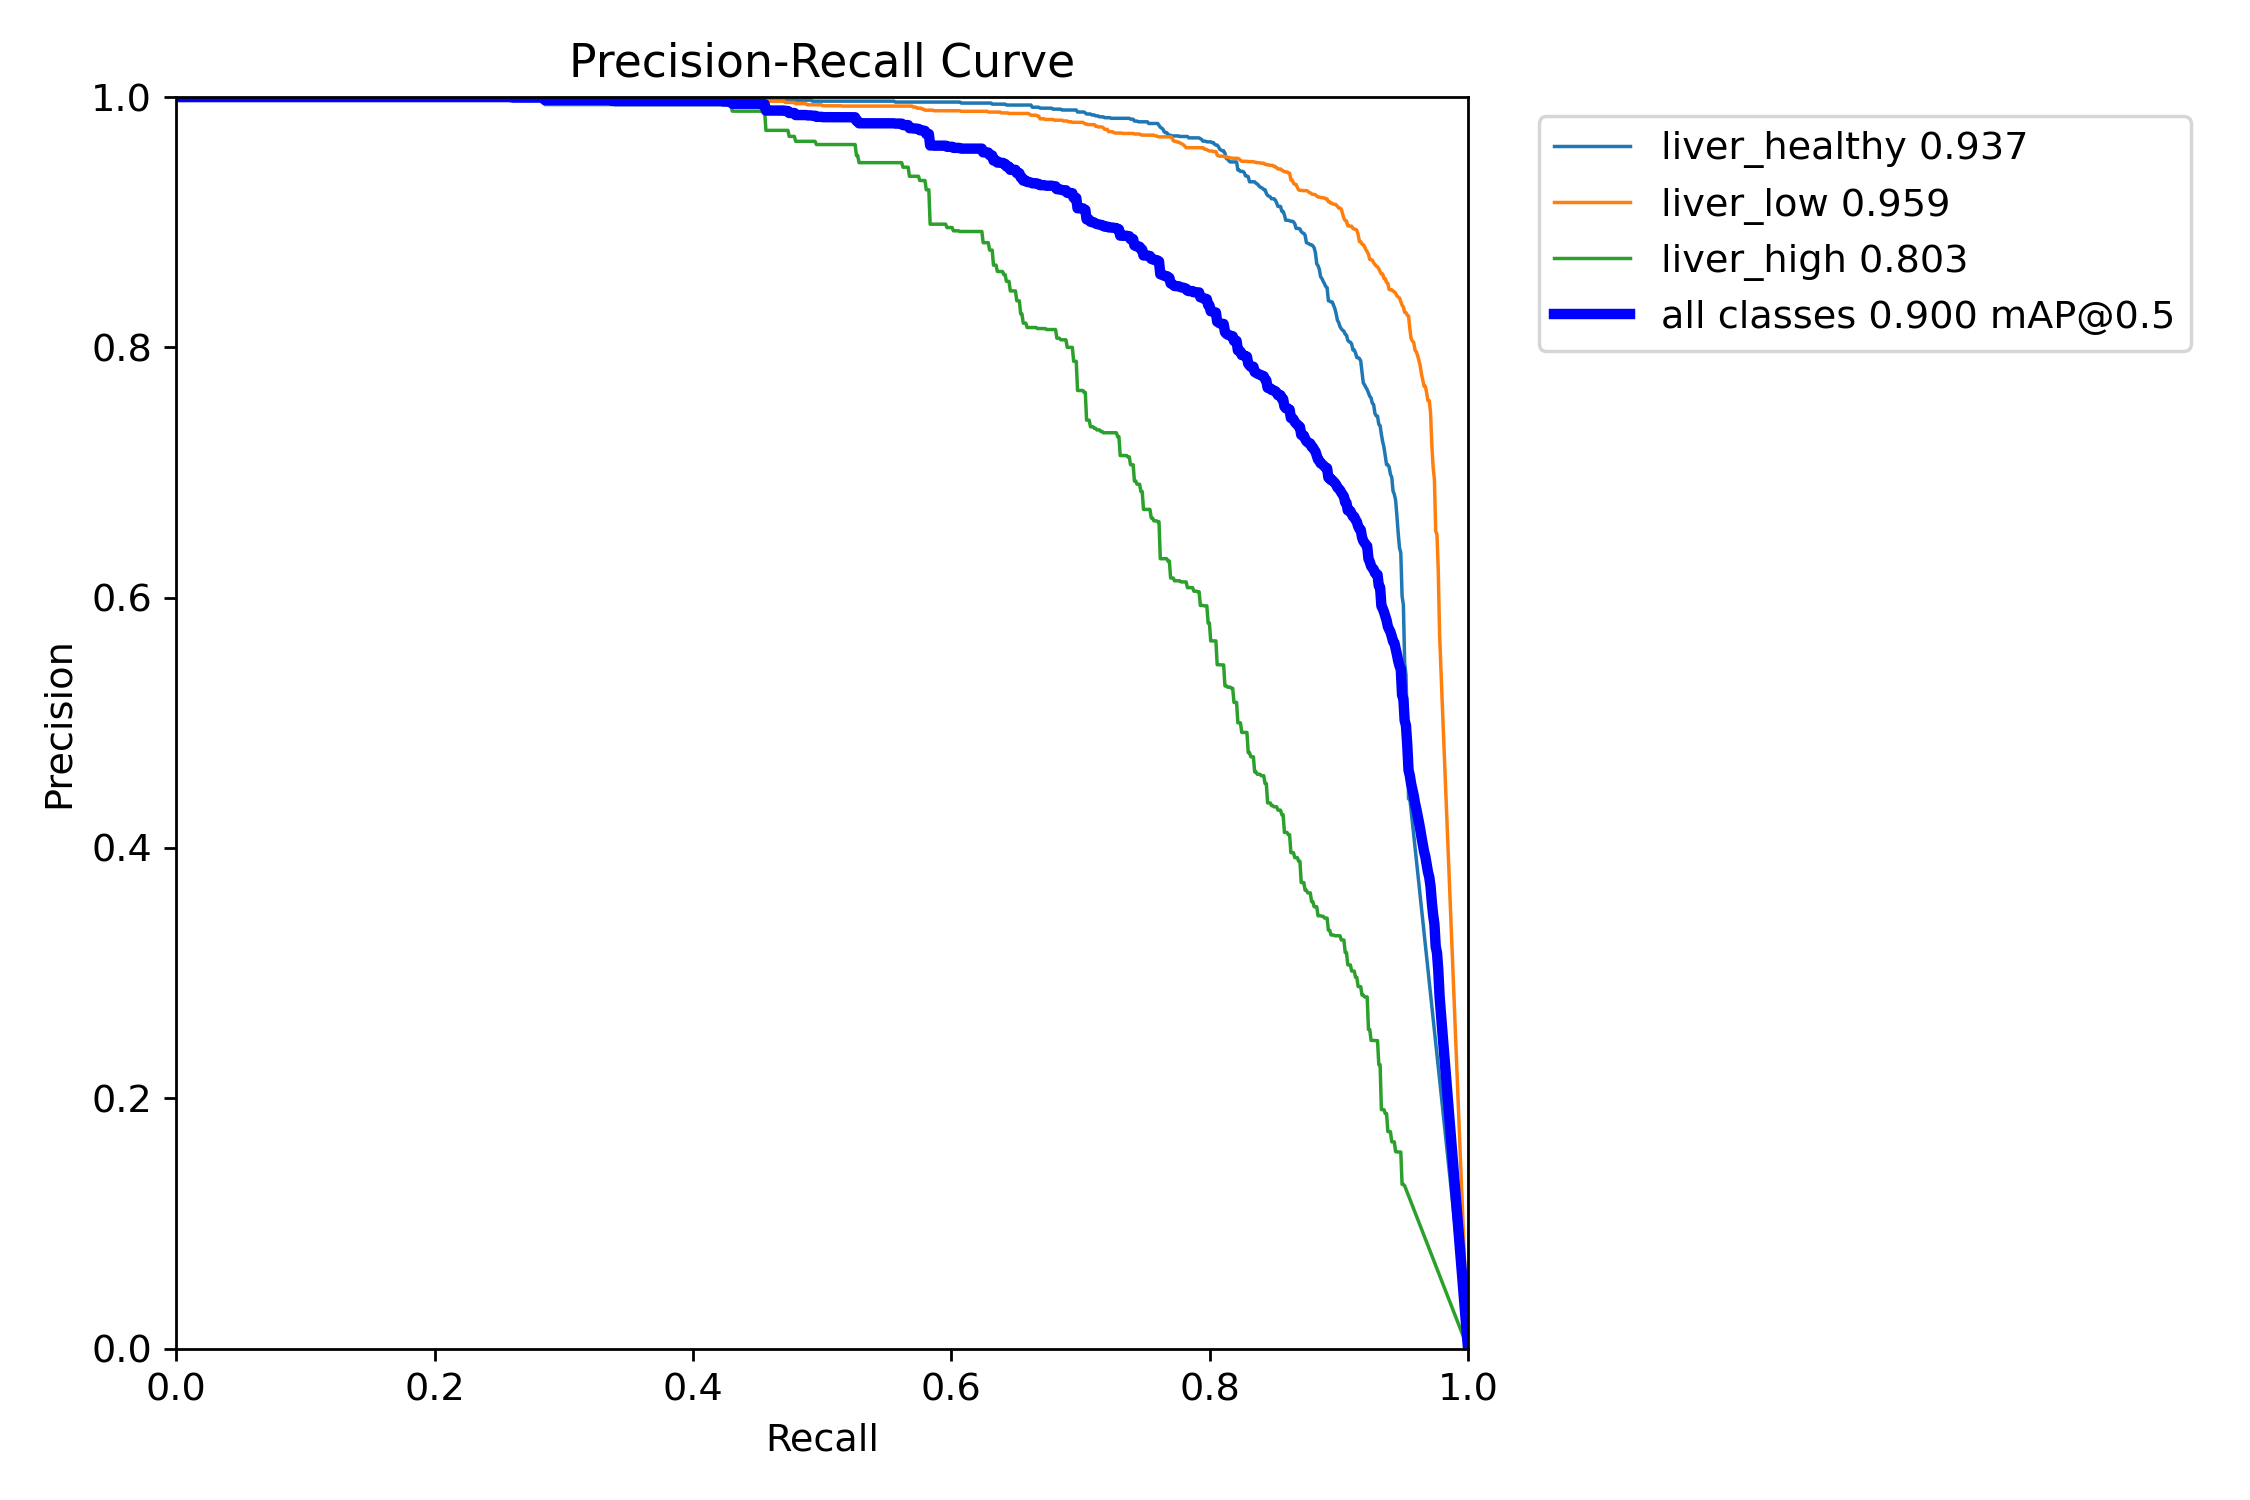 Precision-Recall Curve
1.0
0.8
0.6
0.4
0.2
0.0
Precision
0.0 0.2 0.4 0.6 0.8 1.0
Recall
liver_healthy 0.937
liver_low 0.959
liver_high 0.803
all classes 0.900 mAP@0.5